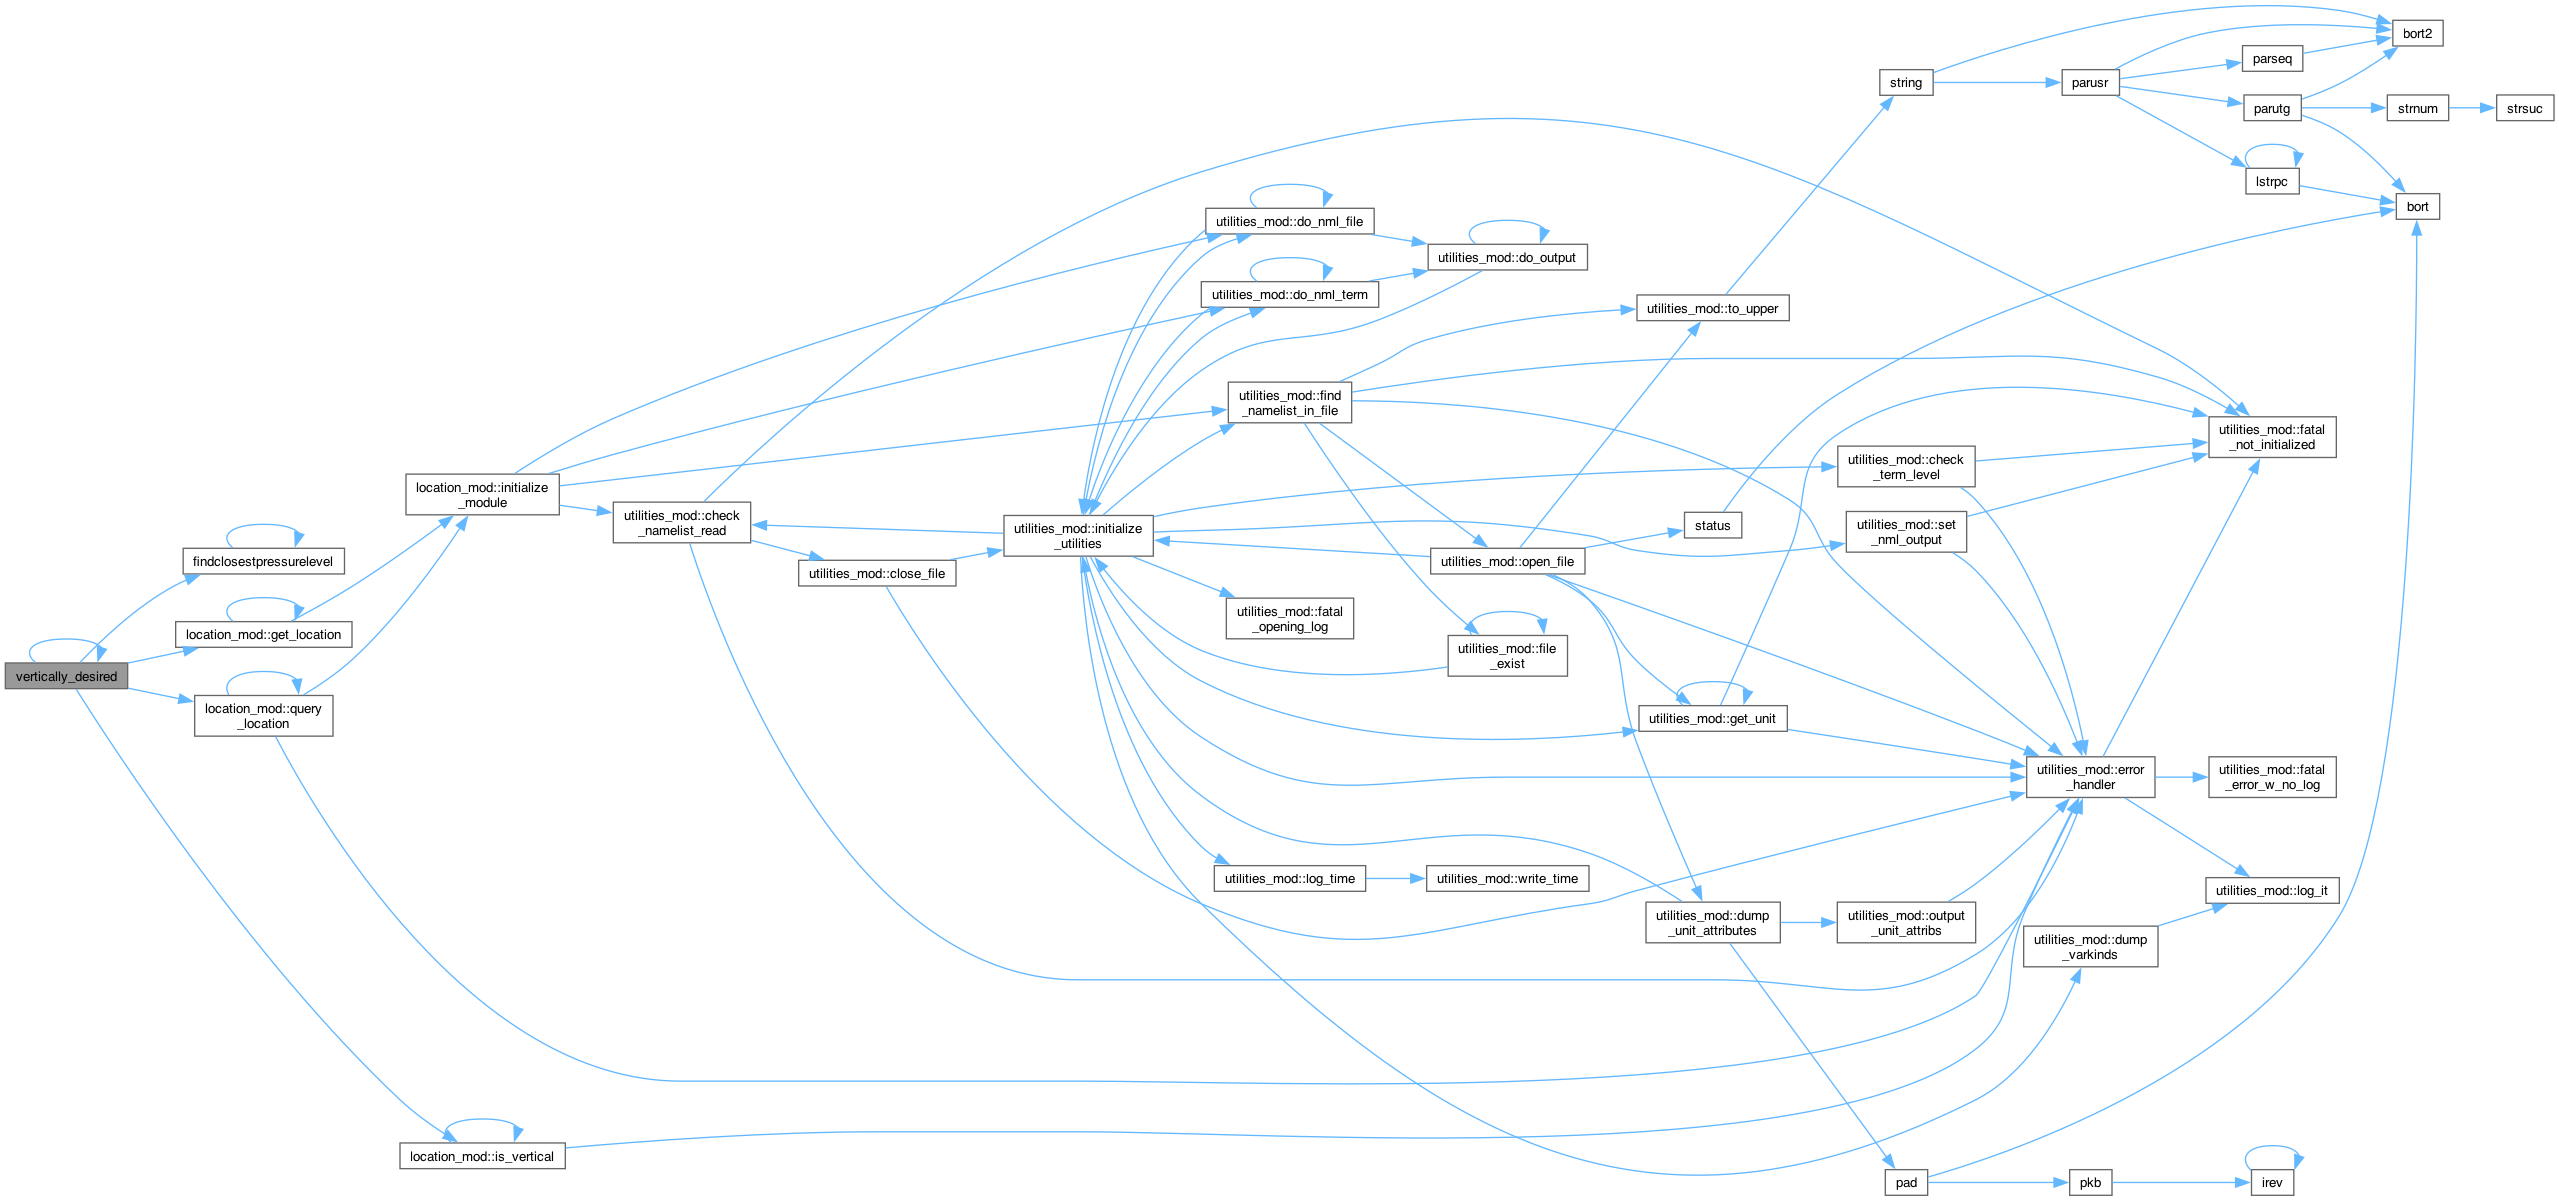 vertically_desired
findclosestpressurelevel
location_mod::get_location
location_mod::query
_location
location_mod::is_vertical
location_mod::initialize
_module
utilities_mod::check
_namelist_read
utilities_mod::close_file
utilities_mod::initialize
_utilities
utilities_mod::do_nml_file
utilities_mod::do_nml_term
utilities_mod::find
_namelist_in_file
utilities_mod::fatal
_opening_log
utilities_mod::log_time
utilities_mod::do_output
utilities_mod::open_file
utilities_mod::file
_exist
utilities_mod::write_time
utilities_mod::to_upper
status
utilities_mod::get_unit
utilities_mod::dump
_unit_attributes
string
utilities_mod::check
_term_level
utilities_mod::set
_nml_output
utilities_mod::output
_unit_attribs
pad
parusr
utilities_mod::error
_handler
utilities_mod::dump
_varkinds
pkb
parseq
parutg
lstrpc
utilities_mod::fatal
_not_initialized
utilities_mod::fatal
_error_w_no_log
utilities_mod::log_it
irev
bort2
strnum
bort
strsuc